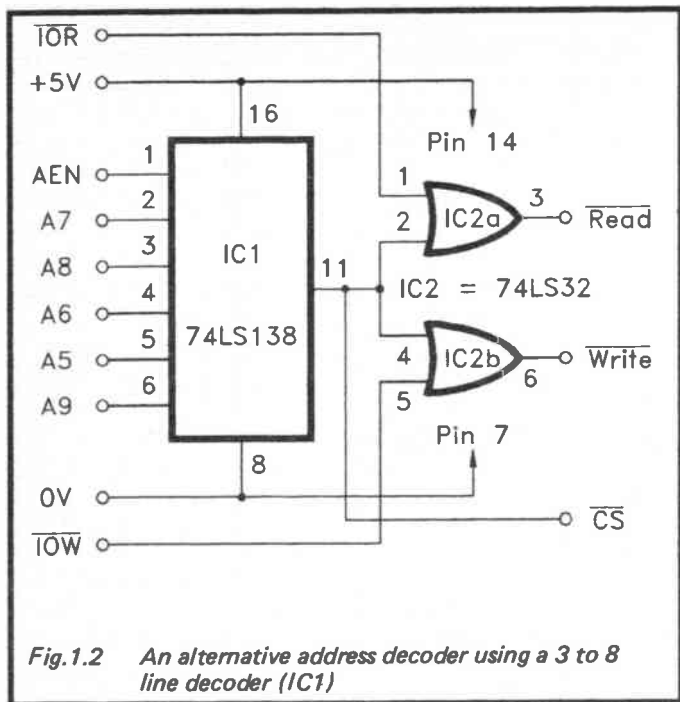 IOR
+5V
16
Pin 14
AEN 1
A7 2
A8 3
A6 4
A5 5
A9 6
IC1
74LS138
11
1
2
IC2a
3
Read
IC2 = 74LS32
4
5
IC2b
6
Write
Pin 7
8
0V
IOW
CS
Fig.1.2 An alternative address decoder using a 3 to 8
line decoder (IC1)